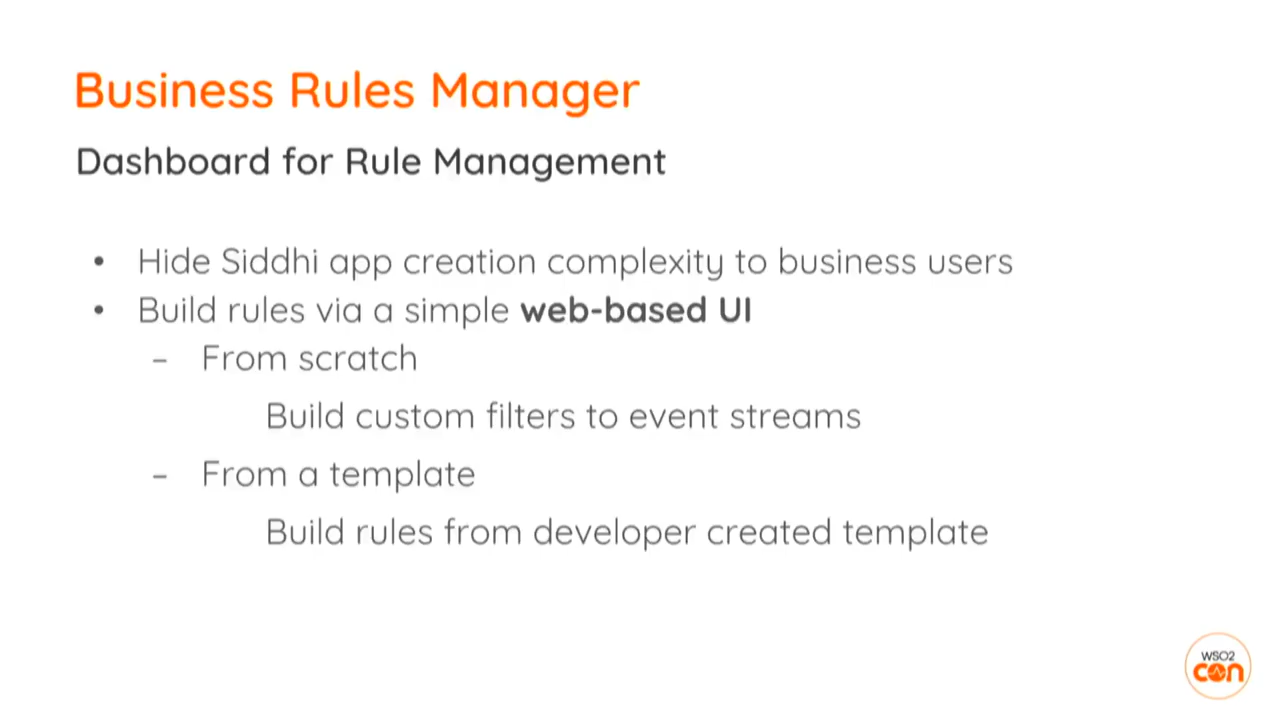 Business Rules Manager
Dashboard for Rule Management
• Hide Siddhi app creation complexity to business users
• Build rules via a simple web-based UI
– From scratch
Build custom filters to event streams
– From a template
Build rules from developer created template
WSO2
con